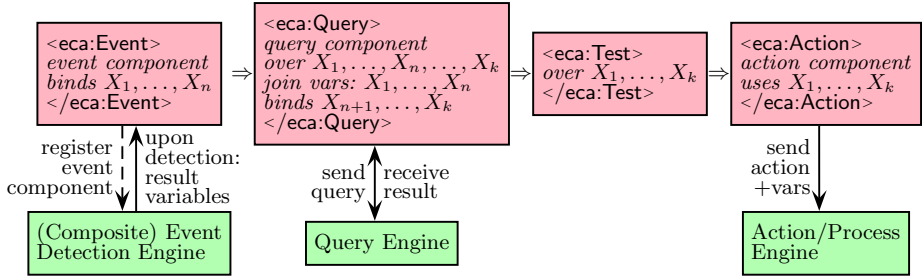 <eca:Event>
event component
binds X₁, . . . , Xₙ
</eca:Event>
⇒
<eca:Query>
query component
over X₁, . . . , Xₙ, . . . , Xₖ
join vars: X₁, . . . , Xₙ
binds Xₙ₊₁, . . . , Xₖ
</eca:Query>
⇒
<eca:Test>
over X₁, . . . , Xₖ
</eca:Test>
⇒
<eca:Action>
action component
uses X₁, . . . , Xₖ
</eca:Action>
register
event
component
upon
detection:
result
variables
send
query
receive
result
send
action
+vars
(Composite) Event
Detection Engine
Query Engine
Action/Process
Engine